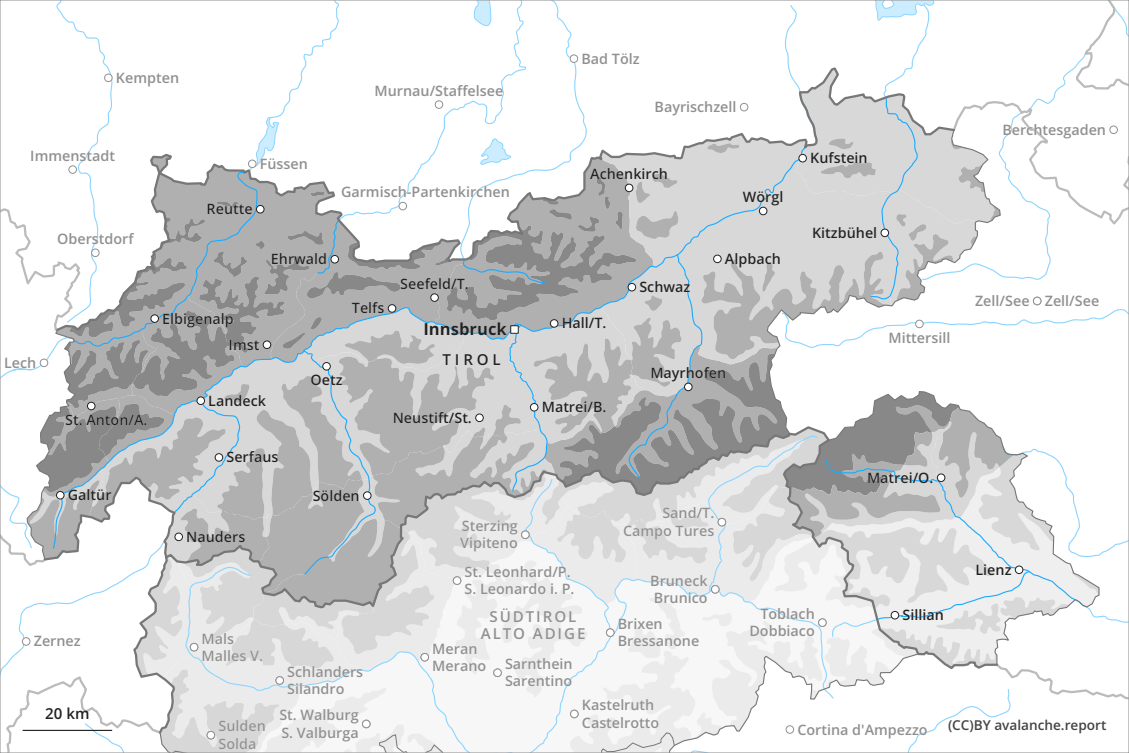 Kempten
Bad Tölz
Murnau/Staffelsee
Bayrischzell
Berchtesgaden
Immenstadt
Füssen
Kufstein
Achenkirch
Garmisch-Partenkirchen
Wörgl
Reutte
Kitzbühel
Oberstdorf
Ehrwald
Alpbach
Seefeld/T.
Schwaz
Zell/See
Zell/See
Telfs
Elbigenalp
Innsbruck
Hall/T.
Mittersill
Imst
TIROL
Lech
Oetz
Mayrhofen
Landeck
Matrei/B.
St. Anton/A.
Neustift/St.
Serfaus
Matrei/O.
Galtür
Sölden
Sand/T.
Campo Tures
Sterzing
Vipiteno
Nauders
Lienz
St. Leonhard/P.
S. Leonardo i. P.
Bruneck
Brunico
SÜDTIROL
ALTO ADIGE
Toblach
Dobbiaco
Sillian
Brixen
Bressanone
Zernez
Mals
Malles V.
Meran
Merano
Sarnthein
Sarentino
Schlanders
Silandro
20 km
St. Walburg
S. Valburga
Kastelruth
Castelrotto
Sulden
Solda
Cortina d'Ampezzo
(CC)BY avalanche.report